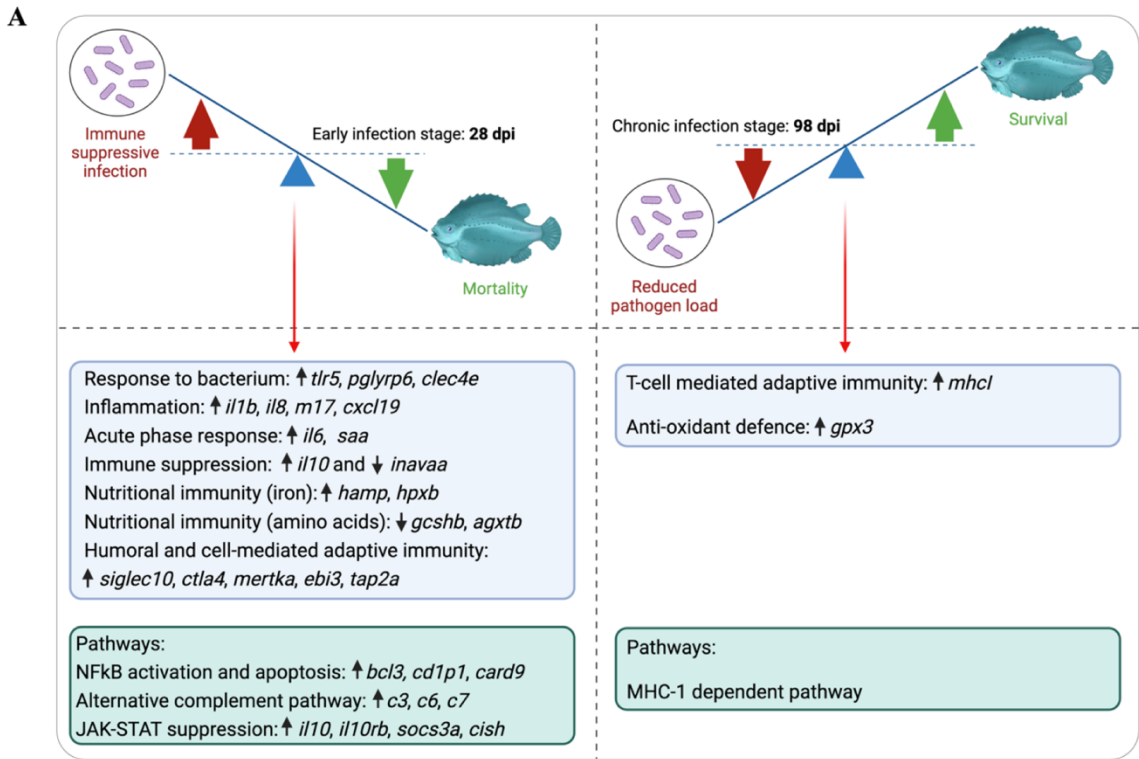 A
Immune
suppressive
infection
Early infection stage: 28 dpi
Mortality
Chronic infection stage: 98 dpi
Survival
Reduced
pathogen load
Response to bacterium: ↑ tlr5, pglyrp6, clec4e
Inflammation: ↑ il1b, il8, m17, cxcl19
Acute phase response: ↑ il6, saa
Immune suppression: ↑ il10 and ↓ inavaa
Nutritional immunity (iron): ↑ hamp, hpxb
Nutritional immunity (amino acids): ↓ gcshb, agxtb
Humoral and cell-mediated adaptive immunity:
↑ siglec10, ctla4, mertka, ebi3, tap2a
T-cell mediated adaptive immunity: ↑ mhcI
Anti-oxidant defence: ↑ gpx3
Pathways:
NFkB activation and apoptosis: ↑ bcl3, cd1p1, card9
Alternative complement pathway: ↑ c3, c6, c7
JAK-STAT suppression: ↑ il10, il10rb, socs3a, cish
Pathways:
MHC-1 dependent pathway